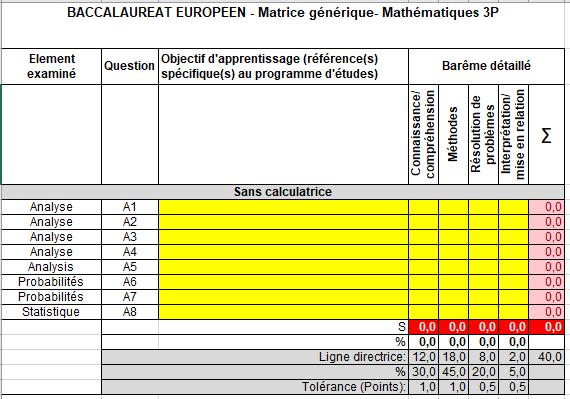 BACCALAUREAT EUROPEEN - Matrice générique- Mathématiques 3P
Element examiné Question Objectif d'apprentissage (référence(s) spécifique(s) au programme d'études) Barême détaillé
Connaissance/ compréhension Méthodes Résolution de problèmes Interprétation/ mise en relation Σ
Sans calculatrice
Analyse A1 0,0
Analyse A2 0,0
Analyse A3 0,0
Analyse A4 0,0
Analysis A5 0,0
Probabilités A6 0,0
Probabilités A7 0,0
Statistique A8 0,0
S 0,0 0,0 0,0 0,0 0,0
% 0,0 0,0 0,0 0,0
Ligne directrice: 12,0 18,0 8,0 2,0 40,0
% 30,0 45,0 20,0 5,0
Tolérance (Points): 1,0 1,0 0,5 0,5